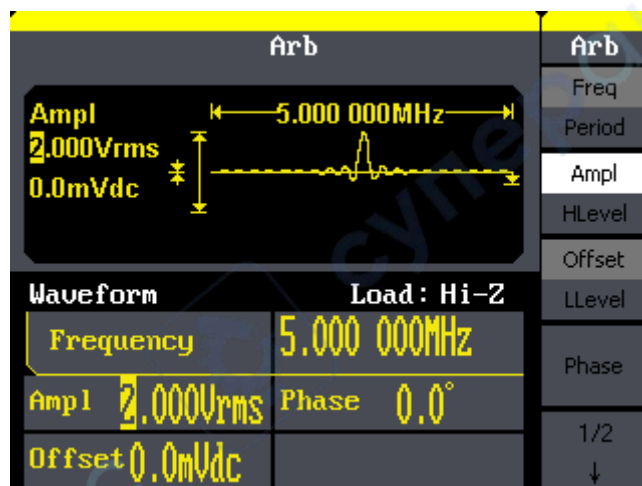 Arb
Arb
Ampl
5.000 000MHz
2.000Vrms
0.0mVdc
Freq
Period
Ampl
HLevel
Offset
LLevel
Phase
1/2
Waveform
Load: Hi-Z
Frequency
5.000 000MHz
Ampl
2.000Vrms
Phase
0.0°
Offset
0.0mVdc